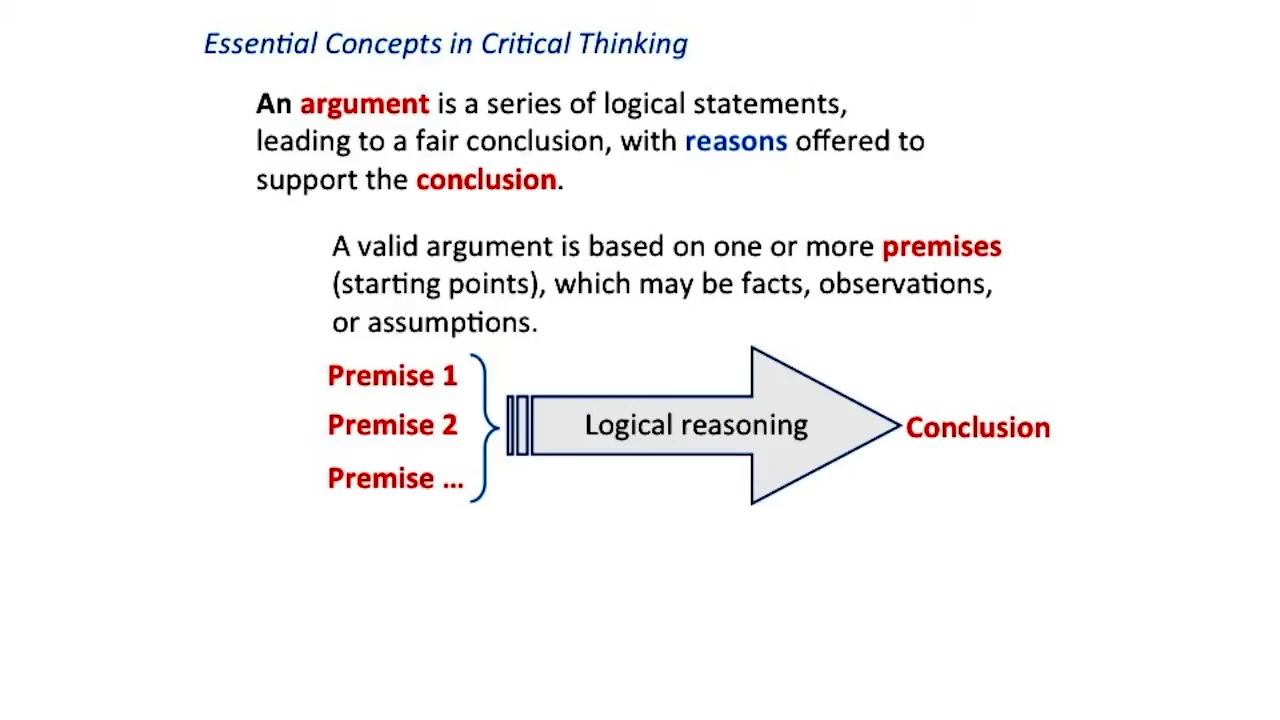 Essential Concepts in Critical Thinking
An argument is a series of logical statements,
leading to a fair conclusion, with reasons offered to
support the conclusion.
A valid argument is based on one or more premises
(starting points), which may be facts, observations,
or assumptions.
Premise 1
Premise 2
Premise ...
Logical reasoning
Conclusion